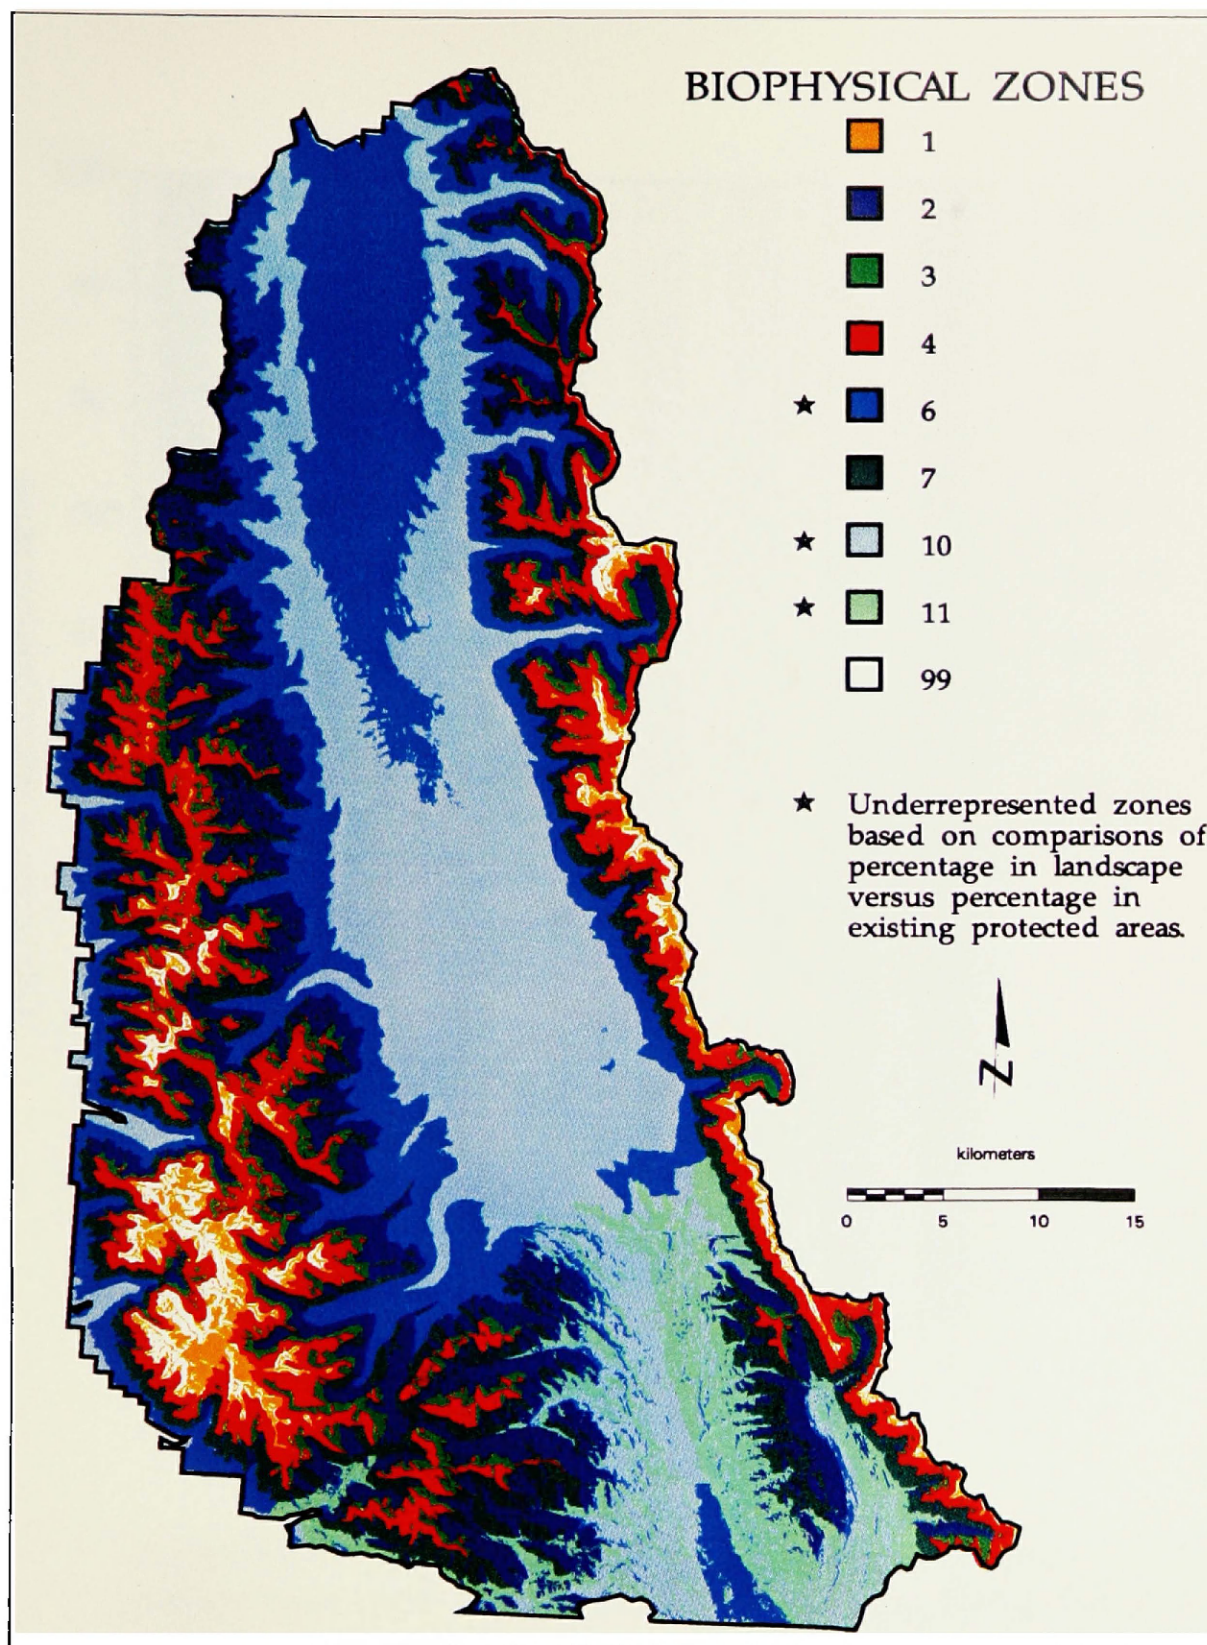 BIOPHYSICAL ZONES
1
2
3
4
★ 6
7
★ 10
★ 11
99
★ Underrepresented zones
based on comparisons of
percentage in landscape
versus percentage in
existing protected areas.
N
kilometers
0 5 10 15